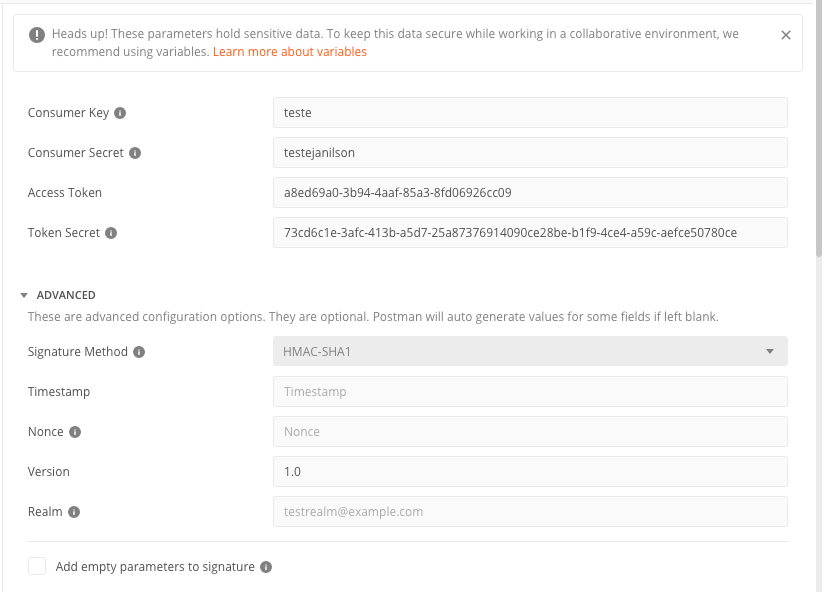 Heads up! These parameters hold sensitive data. To keep this data secure while working in a collaborative environment, we
recommend using variables. Learn more about variables
Consumer Key
teste
Consumer Secret
testejanilson
Access Token
a8ed69a0-3b94-4aaf-85a3-8fd06926cc09
Token Secret
73cd6c1e-3afc-413b-a5d7-25a87376914090ce28be-b1f9-4ce4-a59c-aefce50780ce
ADVANCED
These are advanced configuration options. They are optional. Postman will auto generate values for some fields if left blank.
Signature Method
HMAC-SHA1
Timestamp
Timestamp
Nonce
Nonce
Version
1.0
Realm
testrealm@example.com
Add empty parameters to signature